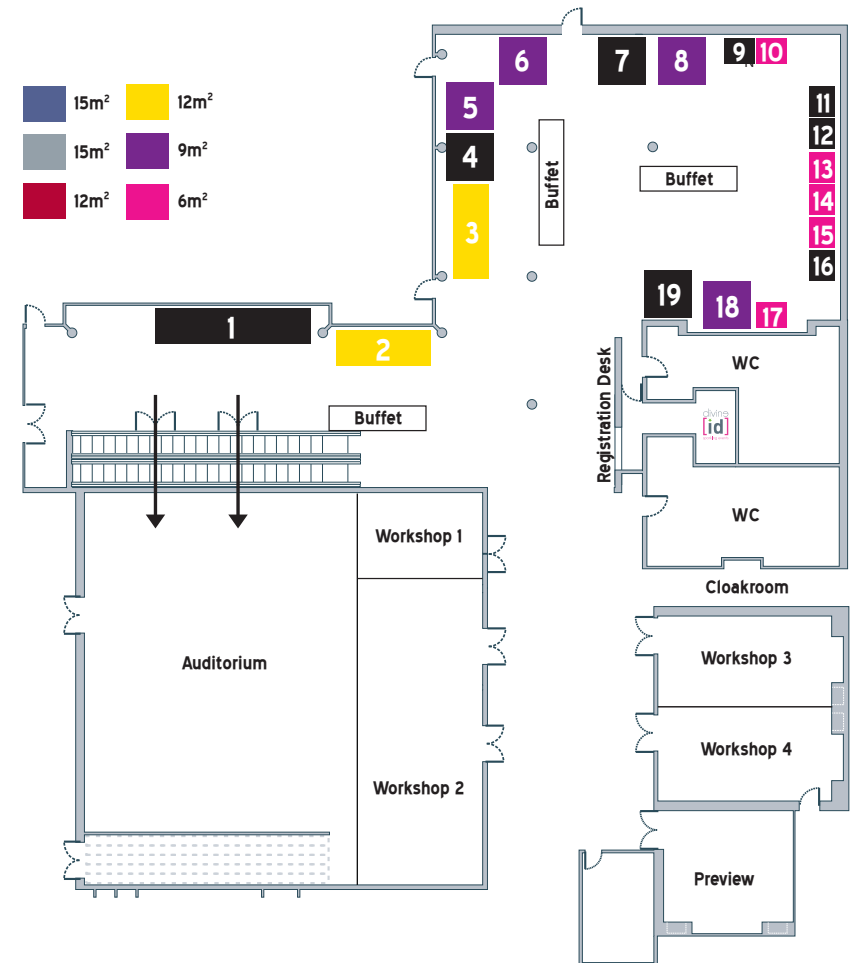 6
7
8
9
10
15m²
12m²
5
11
15m²
9m²
4
12
12m²
6m²
Buffet
Buffet
13
3
14
15
16
19
18
17
1
2
WC
Buffet
Registration Desk
divine
[id]
Workshop 1
WC
Cloakroom
Auditorium
Workshop 3
Workshop 4
Workshop 2
Preview